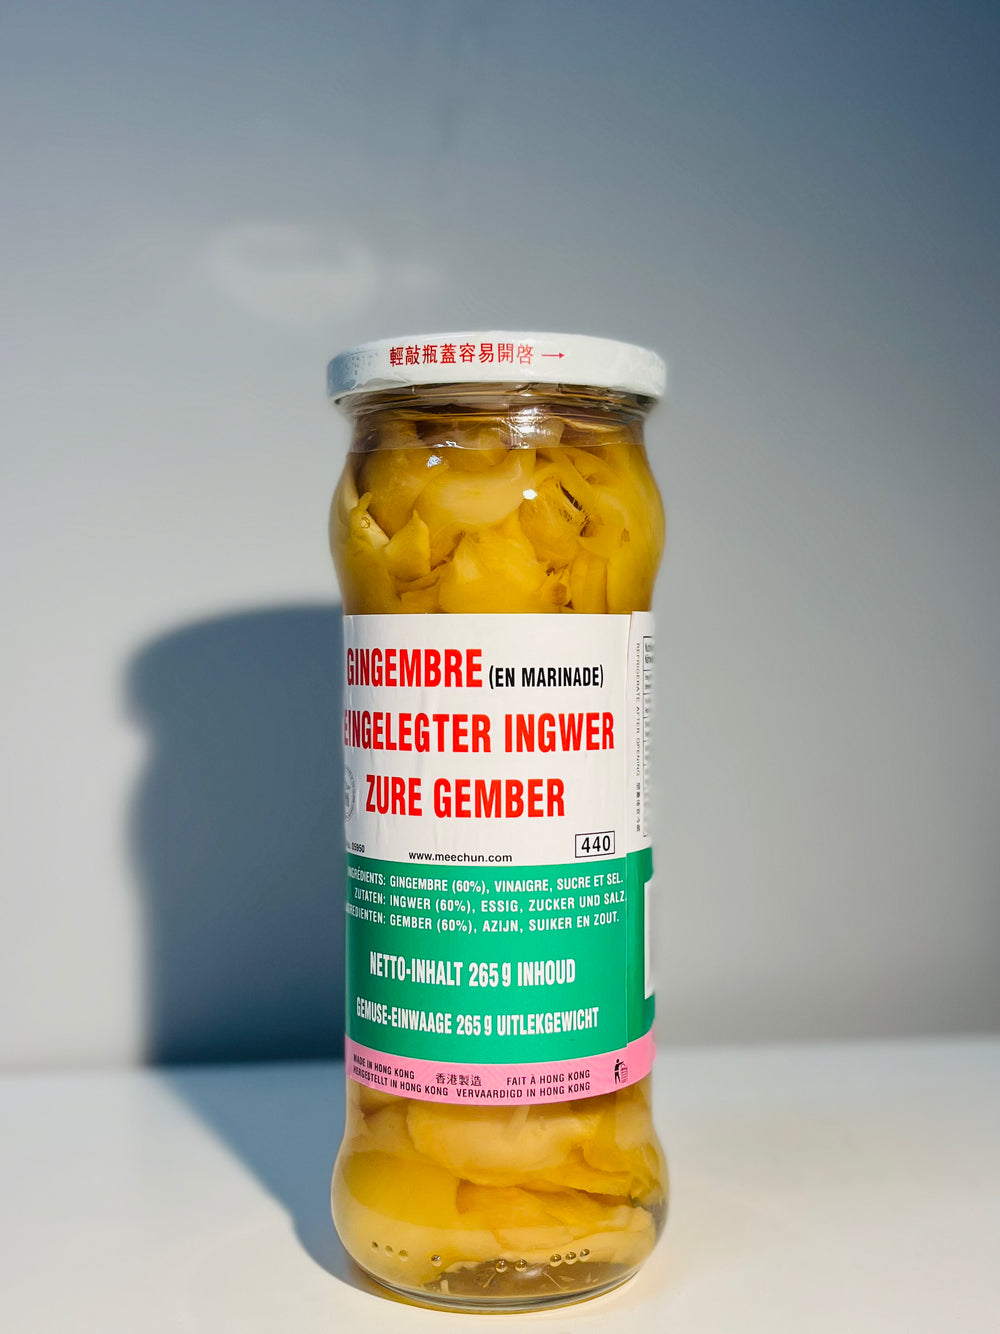 輕敲瓶蓋容易開啓 →
GINGEMBRE (EN MARINADE)
EINGELEGTER INGWER
ZURE GEMBER
05950
www.meechun.com
440
INGRÉDIENTS: GINGEMBRE (60%), VINAIGRE, SUCRE ET SEL.
ZUTATEN: INGWER (60%), ESSIG, ZUCKER UND SALZ.
INGREDIENTEN: GEMBER (60%), AZIJN, SUIKER EN ZOUT.
NETTO-INHALT 265 g INHOUD
GEMUSE-EINWAAGE 265 g UITLEKGEWICHT
MADE IN HONG KONG 香港製造 FAIT À HONG KONG
HERGESTELLT IN HONG KONG VERVAARDIGD IN HONG KONG
REFRIGERATE AFTER OPENING